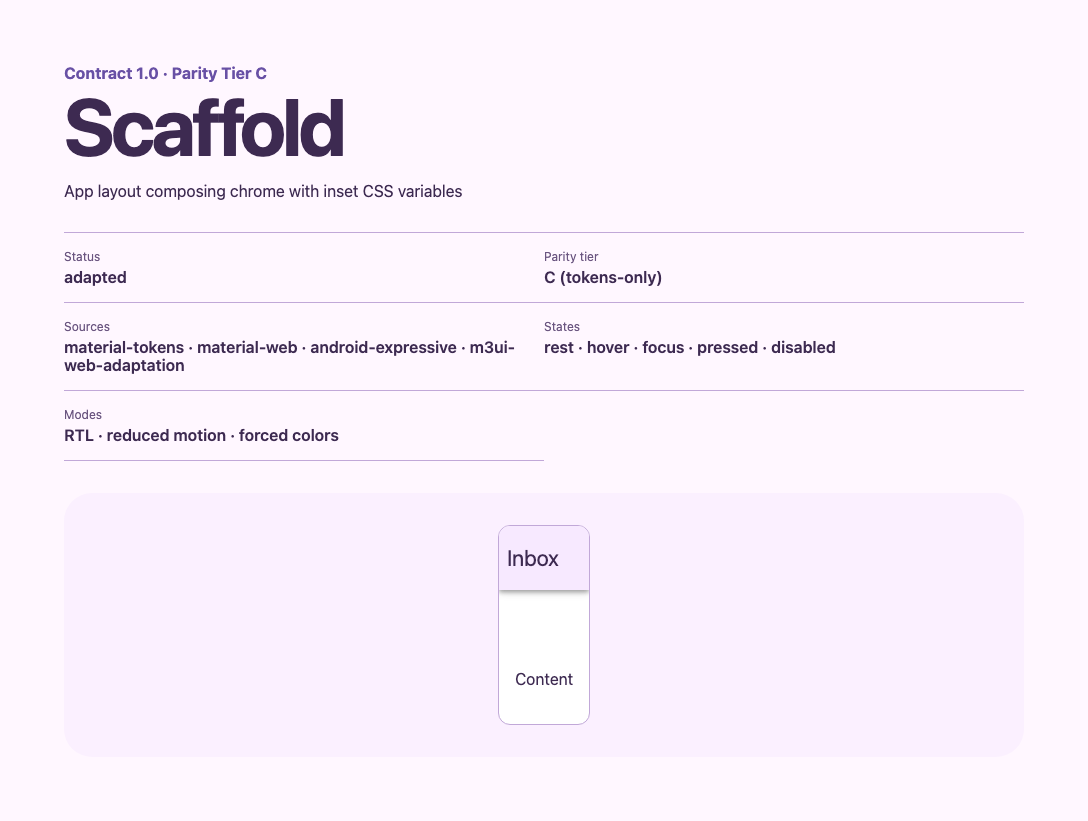 Contract 1.0 · Parity Tier C
Scaffold
App layout composing chrome with inset CSS variables
Status
adapted
Parity tier
C (tokens-only)
Sources
material-tokens · material-web · android-expressive · m3ui-
web-adaptation
States
rest · hover · focus · pressed · disabled
Modes
RTL · reduced motion · forced colors
Inbox
Content